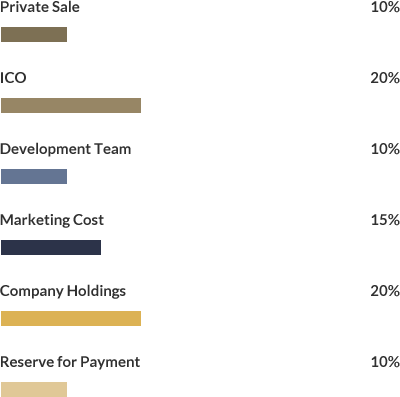 Private Sale 10%
ICO 20%
Development Team 10%
Marketing Cost 15%
Company Holdings 20%
Reserve for Payment 10%